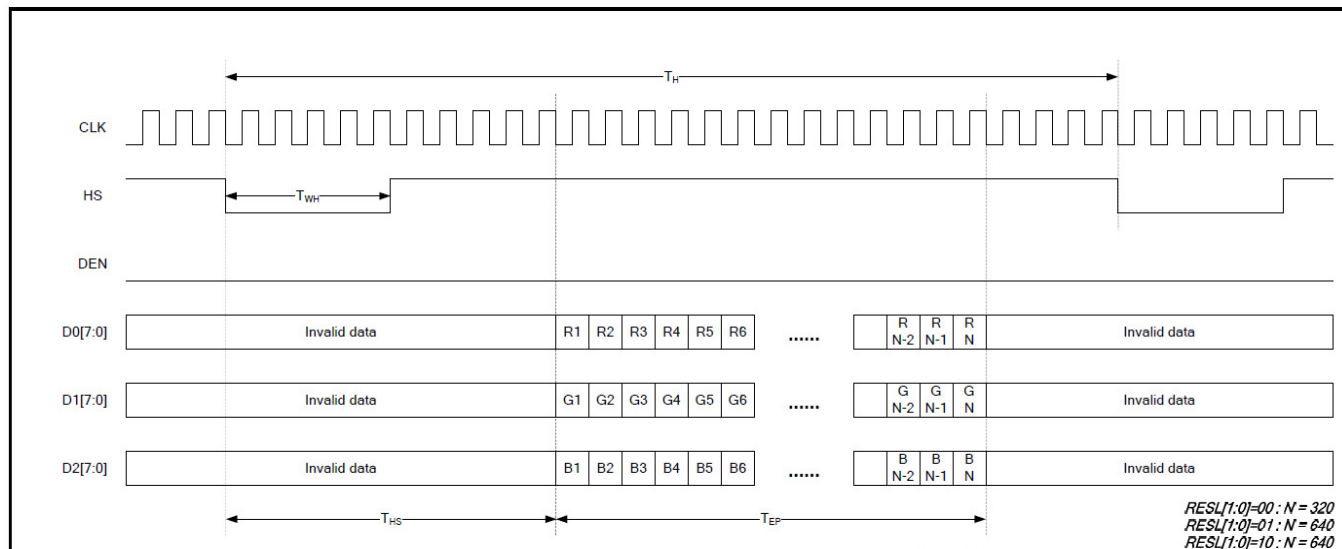 TH
CLK
HS
TWH
DEN
D0[7:0] Invalid data R1 R2 R3 R4 R5 R6 ...... R N-2 R N-1 R N Invalid data
D1[7:0] Invalid data G1 G2 G3 G4 G5 G6 ...... G N-2 G N-1 G N Invalid data
D2[7:0] Invalid data B1 B2 B3 B4 B5 B6 ...... B N-2 B N-1 B N Invalid data
THS TEP
RESL[1:0]=00 : N = 320
RESL[1:0]=01 : N = 640
RESL[1:0]=10 : N = 640